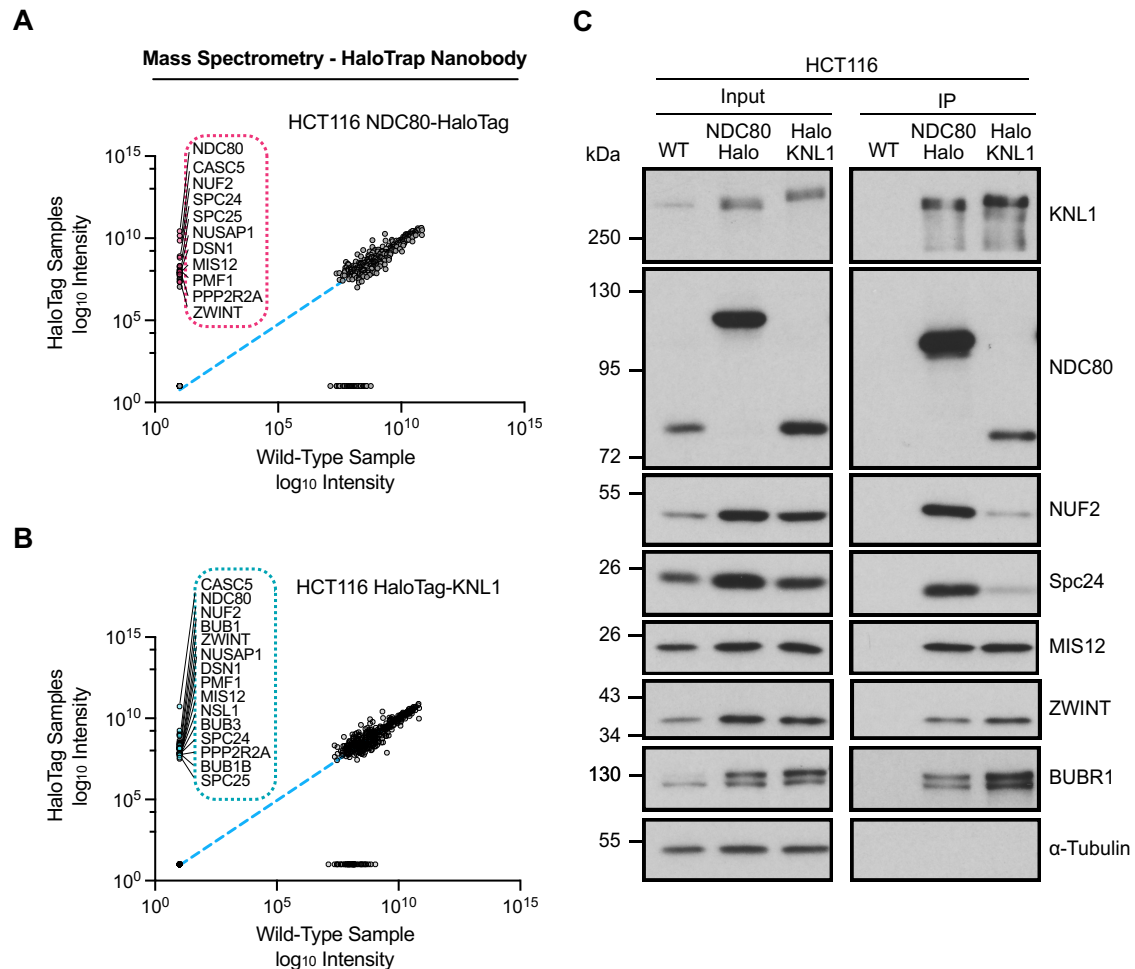 A
Mass Spectrometry - HaloTrap Nanobody
HCT116 NDC80-HaloTag
NDC80
CASC5
NUF2
SPC24
SPC25
NUSAP1
DSN1
MIS12
PMF1
PPP2R2A
ZWINT
HaloTag Samples
log10 Intensity
10^15
10^10
10^5
10^0
10^0 10^5 10^10 10^15
Wild-Type Sample
log10 Intensity
B
HCT116 HaloTag-KNL1
CASC5
NDC80
NUF2
BUB1
ZWINT
NUSAP1
DSN1
PMF1
MIS12
NSL1
BUB3
SPC24
PPP2R2A
BUB1B
SPC25
HaloTag Samples
log10 Intensity
10^15
10^10
10^5
10^0
10^0 10^5 10^10 10^15
Wild-Type Sample
log10 Intensity
C
HCT116
Input IP
kDa WT NDC80 Halo Halo KNL1 WT NDC80 Halo Halo KNL1
250 KNL1
130
95 NDC80
72
55 NUF2
26 Spc24
26 MIS12
43 ZWINT
34
130 BUBR1
55 α-Tubulin